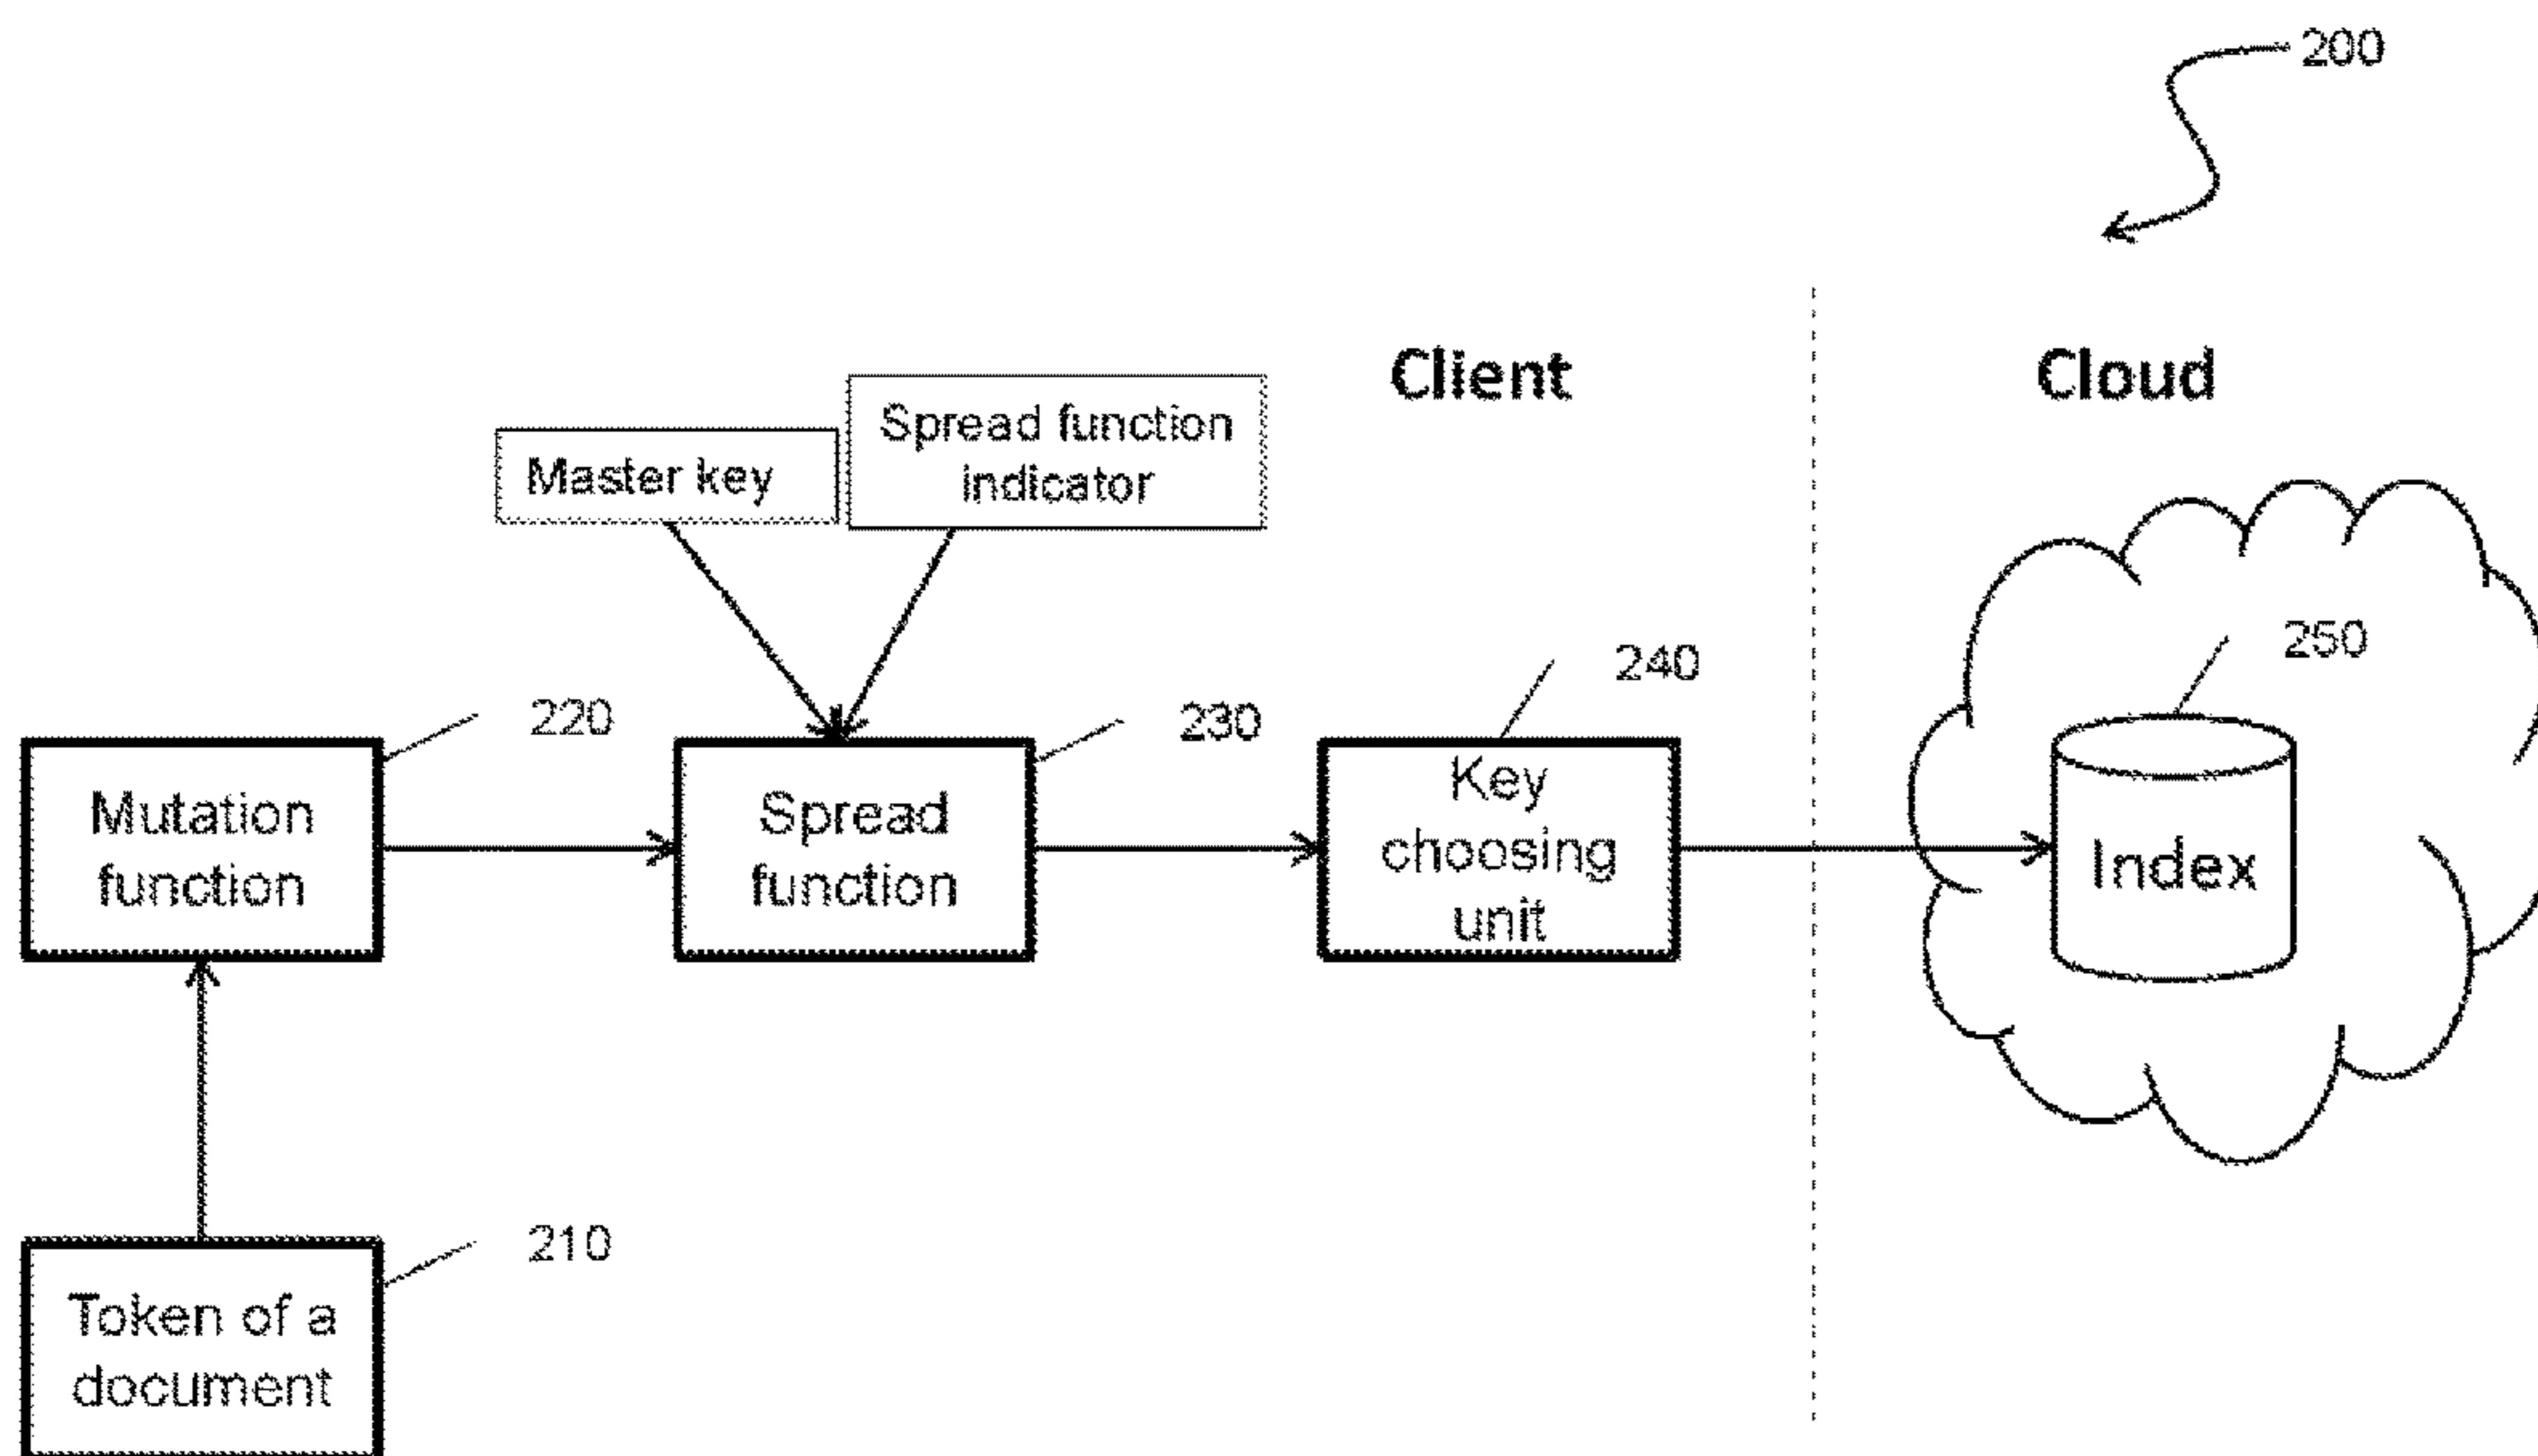 200
Client
Cloud
Spread function
indicator
Master key
220
230
240
250
Mutation
function
Spread
function
Key
choosing
unit
Index
210
Token of a
document